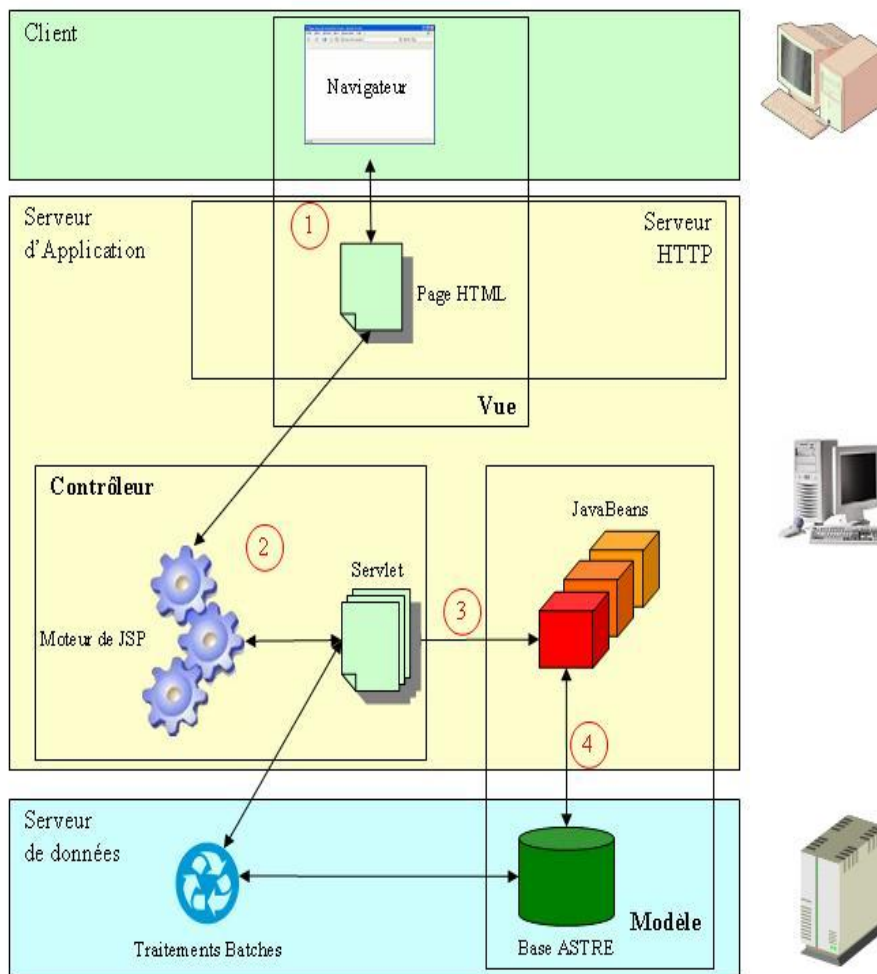 Client
Navigateur
Serveur
d'Application
1
Serveur
HTTP
Page HTML
Vue
Contrôleur
JavaBeans
2
Servlet
3
Moteur de JSP
4
Serveur
de données
Modèle
Traitements Batches
Base ASTRE